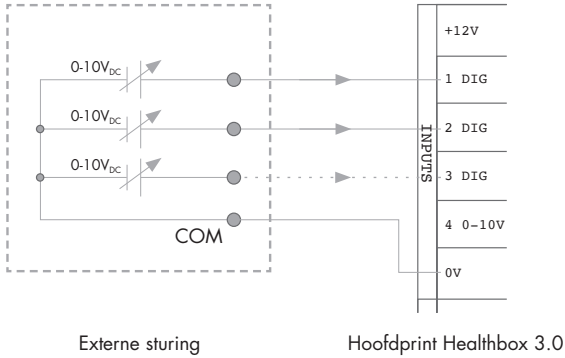 +12V
0-10VDC
1 DIG
0-10VDC
2 DIG
INPUTS
0-10VDC
3 DIG
COM
4 0-10V
0V
Externe sturing
Hoofdprint Healthbox 3.0